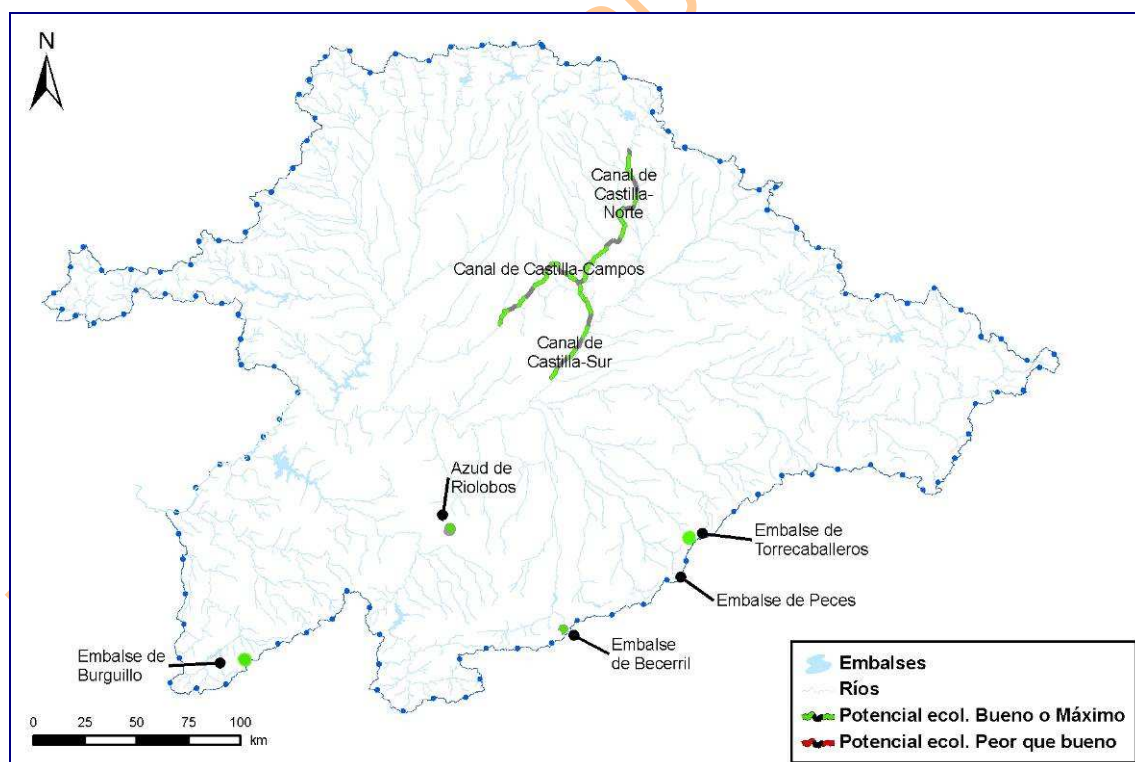 N
Canal de
Castilla-
Norte
Canal de Castilla-Campos
Canal de
Castilla-Sur
Azud de
Riolobos
Embalse de
Torrecaballeros
Embalse de Peces
Embalse
de Becerril
Embalse de
Burguillo
0 25 50 75 100
km
Embalses
Ríos
Potencial ecol. Bueno o Máximo
Potencial ecol. Peor que bueno